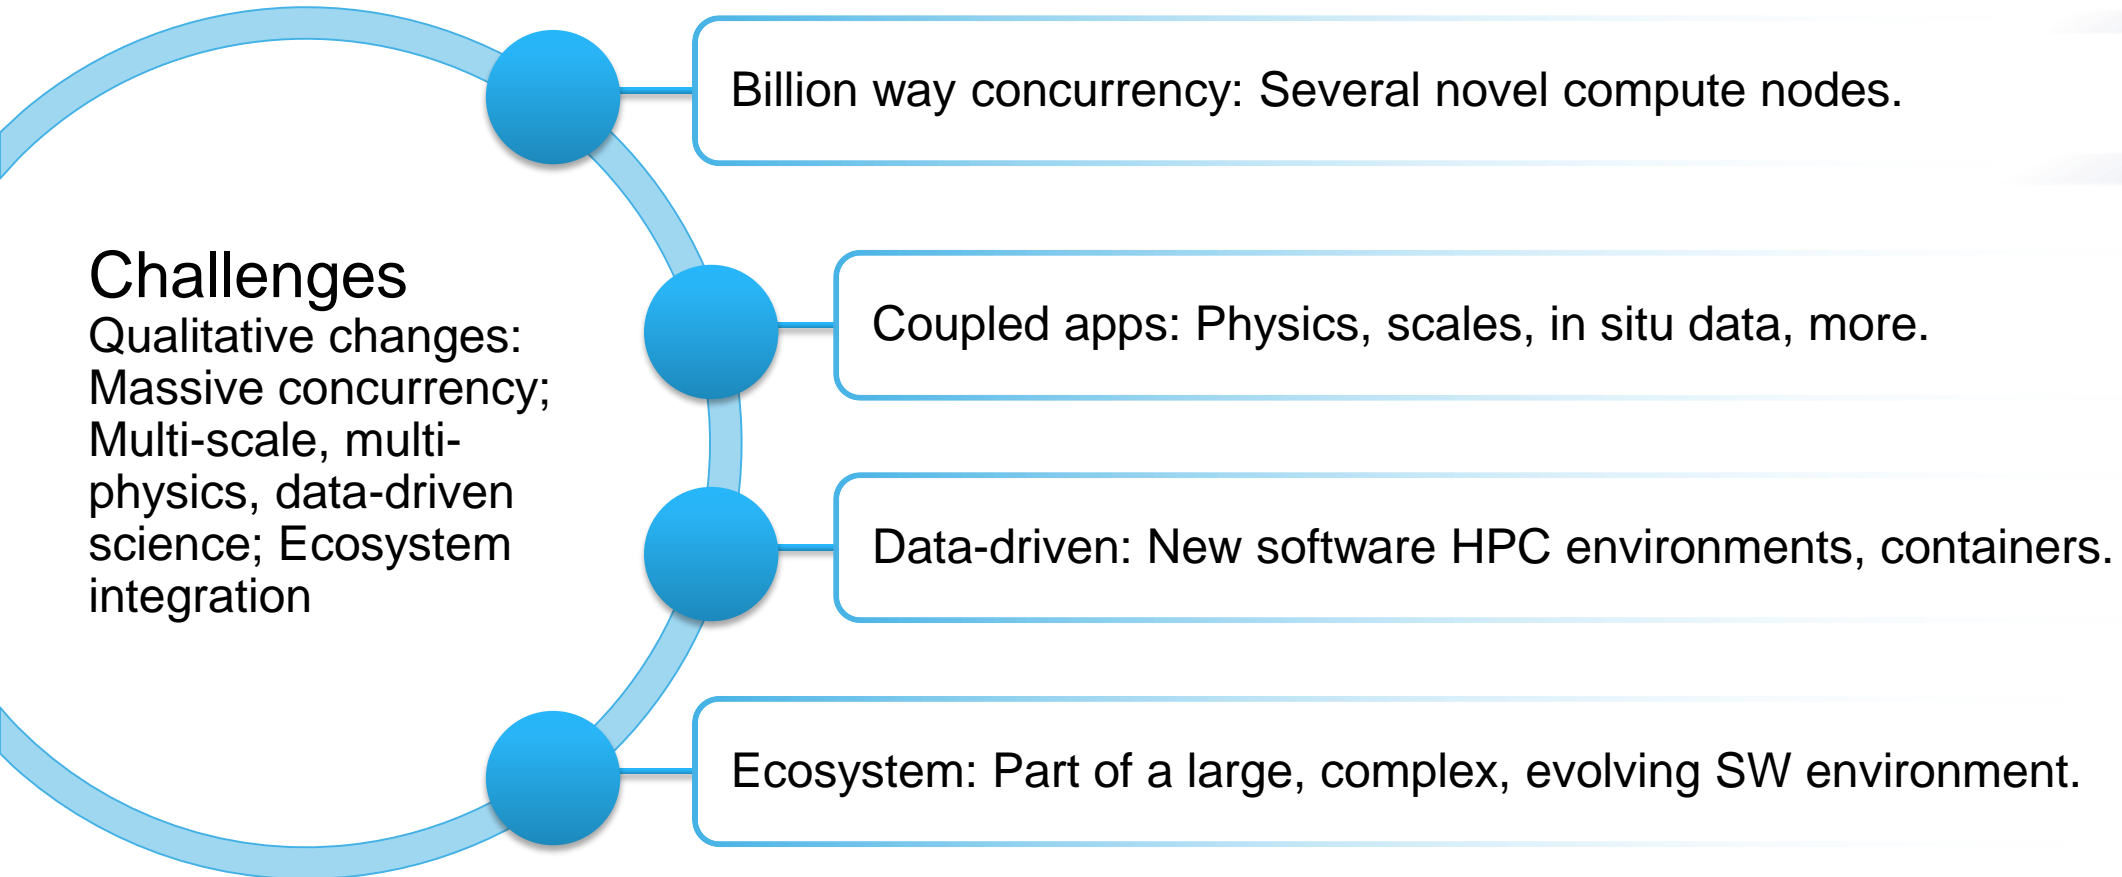 Challenges
Qualitative changes:
Massive concurrency;
Multi-scale, multi-
physics, data-driven
science; Ecosystem
integration
Billion way concurrency: Several novel compute nodes.
Coupled apps: Physics, scales, in situ data, more.
Data-driven: New software HPC environments, containers.
Ecosystem: Part of a large, complex, evolving SW environment.